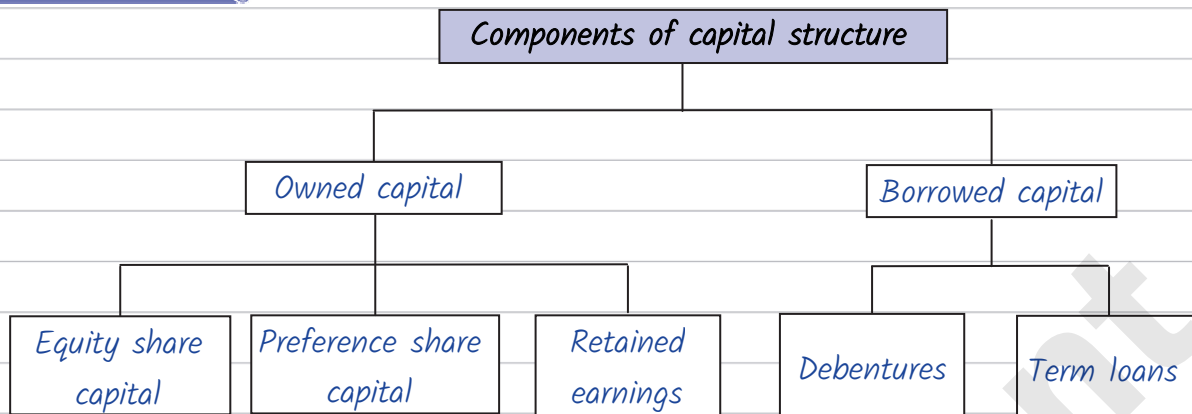 Components of capital structure
Owned capital
Borrowed capital
Equity share
capital
Preference share
capital
Retained
earnings
Debentures
Term loans
nt